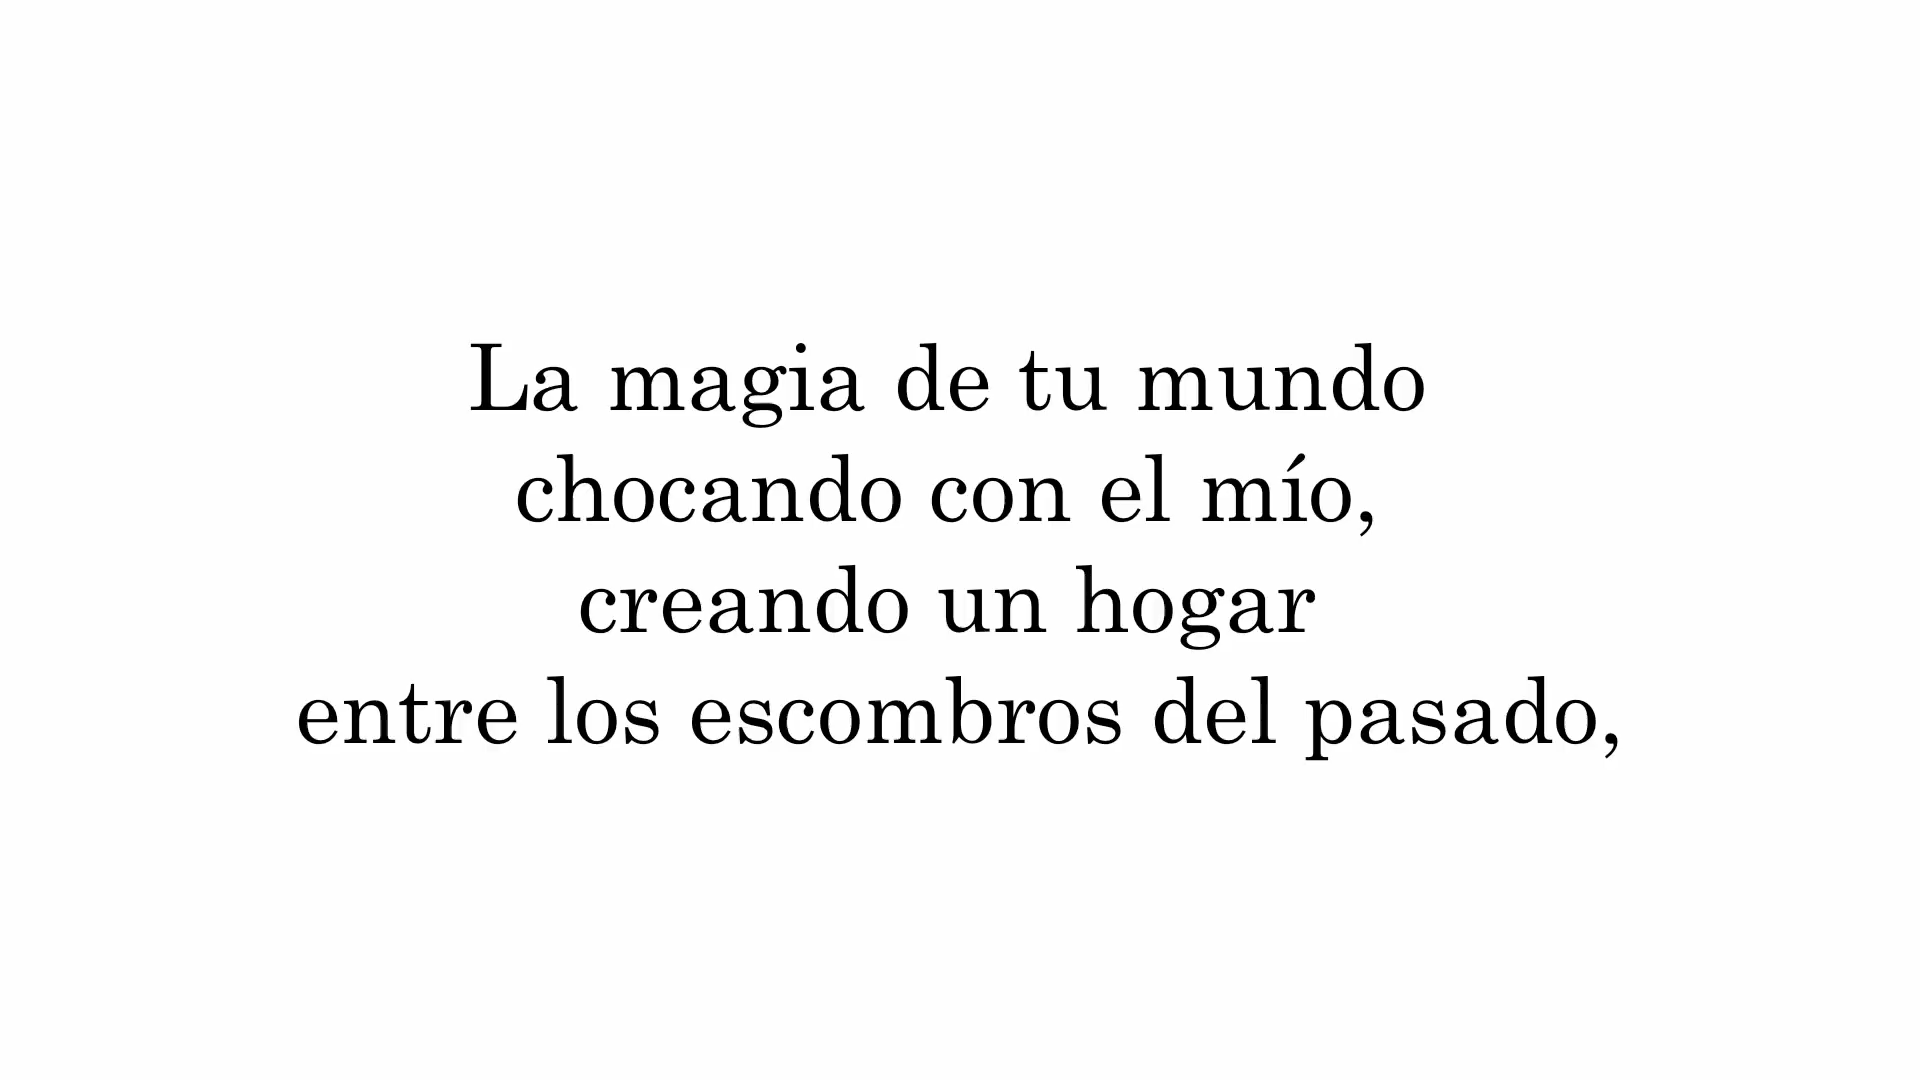 La magia de tu mundo
chocando con el mío,
creando un hogar
entre los escombros del pasado,